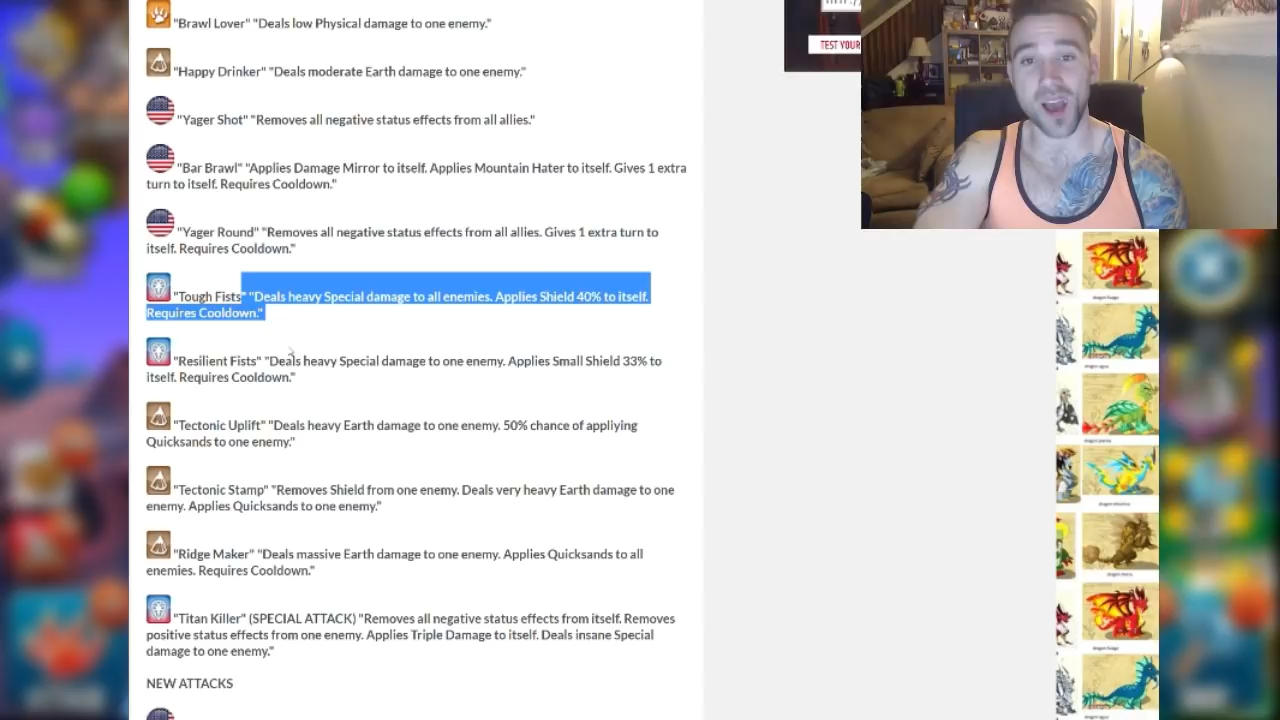 "Brawl Lover" "Deals low Physical damage to one enemy."
"Happy Drinker" "Deals moderate Earth damage to one enemy."
"Yager Shot" "Removes all negative status effects from all allies."
"Bar Brawl" "Applies Damage Mirror to itself. Applies Mountain Hater to itself. Gives 1 extra
turn to itself. Requires Cooldown."
"Yager Round" "Removes all negative status effects from all allies. Gives 1 extra turn to
itself. Requires Cooldown."
"Tough Fists" "Deals heavy Special damage to all enemies. Applies Shield 40% to itself.
Requires Cooldown."
"Resilient Fists" "Deals heavy Special damage to one enemy. Applies Small Shield 33% to
itself. Requires Cooldown."
"Tectonic Uplift" "Deals heavy Earth damage to one enemy. 50% chance of appliying
Quicksands to one enemy."
"Tectonic Stamp" "Removes Shield from one enemy. Deals very heavy Earth damage to one
enemy. Applies Quicksands to one enemy."
"Ridge Maker" "Deals massive Earth damage to one enemy. Applies Quicksands to all
enemies. Requires Cooldown."
"Titan Killer" (SPECIAL ATTACK) "Removes all negative status effects from itself. Removes
positive status effects from one enemy. Applies Triple Damage to itself. Deals insane Special
damage to one enemy."
NEW ATTACKS
TEST YOUR